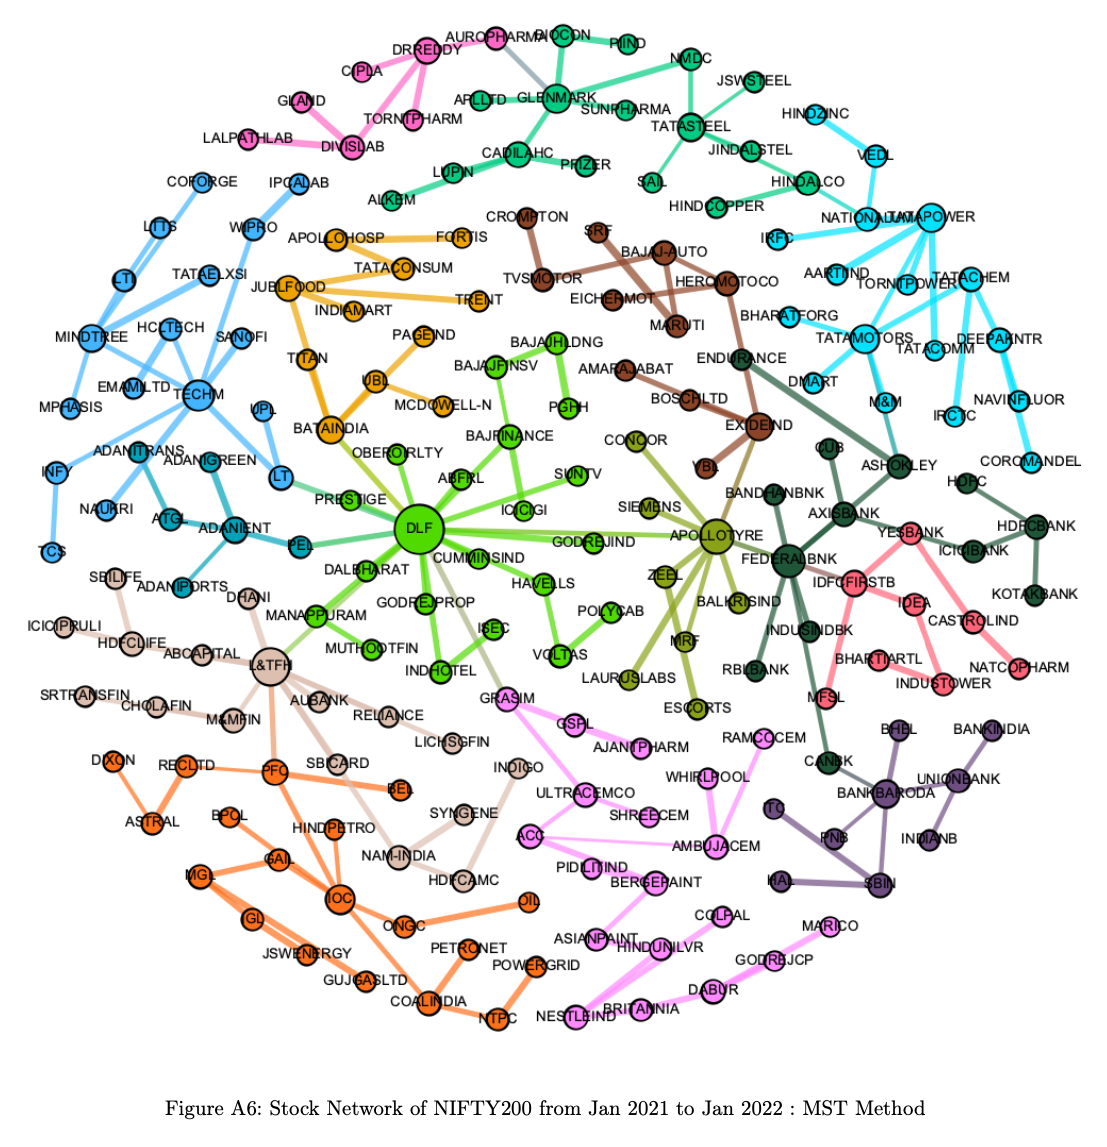 AUROPHARMA
BIOCON
PIIND
DRREDDY
NMDC
CIPLA
JSWSTEEL
GLAND
APLLTD
GLENMARK
SUNPHARMA
HINDZINC
TORNTPHARM
TATASTEEL
LALPATHLAB
DIVISLAB
CADILAHC
JINDALSTEL
VEDL
LUPIN
PFIZER
COFORGE
IPCALAB
SAIL
HINDALCO
ALKEM
HINDCOPPER
CROMPTON
NATIONALUM
TATAPOWER
LTTS
WIPRO
APOLLOHOSP
FORTIS
SRF
IRFC
BAJAJ-AUTO
TATAELXSI
TATACONSUM
AARTIIND
LTI
TVSMOTOR
HEROMOTOCO
TORNTPOWER
TATACHEM
JUBLFOOD
TRENT
EICHERMOT
INDIAMART
BHARATFORG
HCLTECH
MARUTI
MINDTREE
SANOFI
PAGEIND
BAJAJHLDNG
TATAMOTORS
DEEPAKNTR
TATACOMM
TITAN
BAJAJFINSV
ENDURANCE
AMARAJABAT
EMAMILTD
UBL
DMART
TECHM
BOSCHLTD
MPHASIS
UPL
MCDOWELL-N
PGHH
M&M
NAVINFLUOR
IRCTC
BATAINDIA
BAJFINANCE
EXIDEIND
CONCOR
CUB
ADANITRANS
OBEROIRLTY
ADANIGREEN
COROMANDEL
INFY
VBL
ASHOKLEY
LT
ABFRL
SUNTV
HDFC
PRESTIGE
BANDHANBNK
NAUKRI
ICICIGI
SIEMENS
AXISBANK
ATGL
ADANIENT
DLF
HDFCBANK
APOLLOTYRE
YESBANK
PEL
GODREJIND
TCS
CUMMINSIND
FEDERALBNK
ICICIBANK
DALBHARAT
SBILIFE
ZEEL
ADANIPORTS
HAVELLS
IDFCFIRSTB
KOTAKBANK
DHANI
GODREJPROP
BALKRISIND
IDEA
MANAPPURAM
POLYCAB
CASTROLIND
ICICIPRULI
ISEC
INDUSINDBK
HDFCLIFE
MRF
MUTHOOTFIN
ABCAPITAL
VOLTAS
BHARTIARTL
L&TFH
INDHOTEL
RBLBANK
NATCOPHARM
LAURUSLABS
INDUSTOWER
SRTRANSFIN
GRASIM
MFSL
AUBANK
CHOLAFIN
ESCORTS
RELIANCE
M&MFIN
GSPL
BHEL
BANKINDIA
RAMCOCEM
LICHSGFIN
AJANTPHARM
DIXON
RECLTD
SBICARD
CANBK
PFC
INDIGO
WHIRLPOOL
UNIONBANK
BEL
ULTRACEMCO
BANKBARODA
ITC
BPOL
SYNGENE
SHREECEM
ASTRAL
HINDPETRO
ACC
PNB
INDIANB
AMBUJACEM
NAM-INDIA
GAIL
PIDILITIND
MGL
HDFCAMC
BERGEPAINT
HAL
SBIN
IOC
OIL
IGL
COLPAL
ONGC
MARICO
ASIANPAINT
HINDUNILVR
JSWENERGY
PETRONET
GODREJCP
POWERGRID
GUJGASLTD
DABUR
COALINDIA
BRITANNIA
NTPC
NESTLEIND
Figure A6: Stock Network of NIFTY200 from Jan 2021 to Jan 2022 : MST Method